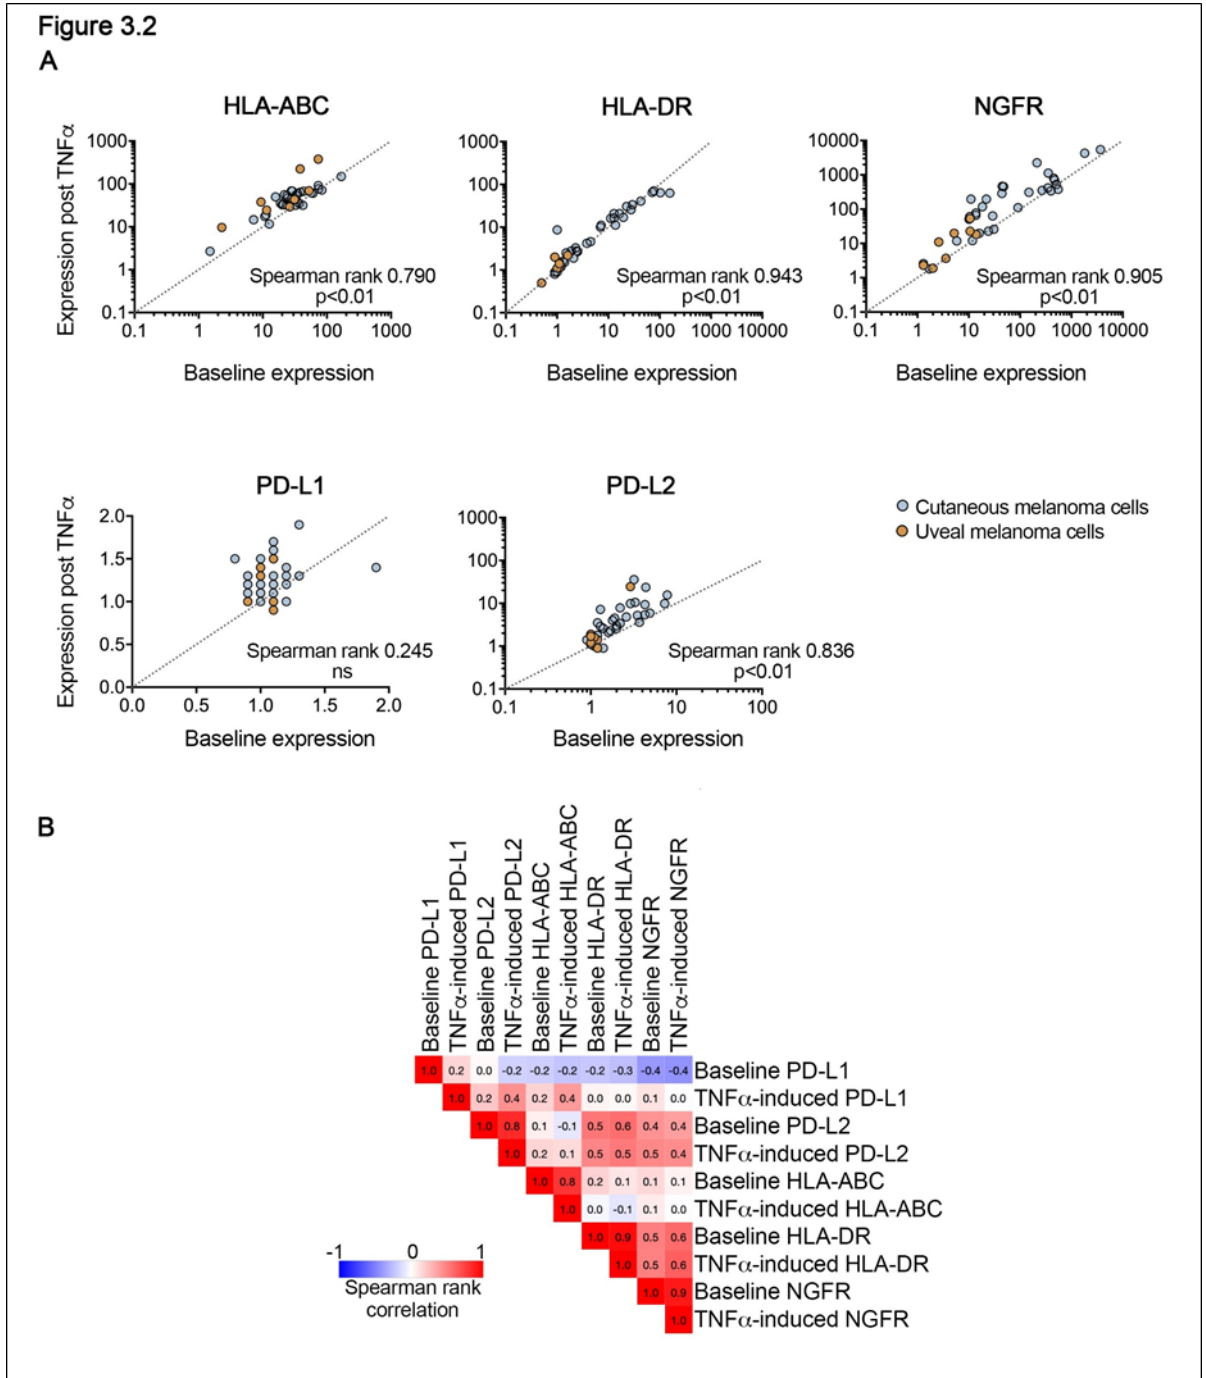 Figure 3.2
A
HLA-ABC
Expression post TNFα
1000
100
10
1
0.1
0.1 1 10 100 1000
Spearman rank 0.790
p<0.01
Baseline expression
HLA-DR
1000
100
10
1
0.1
0.1 1 10 100 1000 10000
Spearman rank 0.943
p<0.01
Baseline expression
NGFR
10000
1000
100
10
1
0.1
0.1 1 10 100 1000 10000
Spearman rank 0.905
p<0.01
Baseline expression
PD-L1
Expression post TNFα
2.0
1.5
1.0
0.5
0.0
0.0 0.5 1.0 1.5 2.0
Spearman rank 0.245
ns
Baseline expression
PD-L2
1000
100
10
1
0.1
0.1 1 10 100
Spearman rank 0.836
p<0.01
Baseline expression
Cutaneous melanoma cells
Uveal melanoma cells
B
Baseline PD-L1
TNFα-induced PD-L1
Baseline PD-L2
TNFα-induced PD-L2
Baseline HLA-ABC
TNFα-induced HLA-ABC
Baseline HLA-DR
TNFα-induced HLA-DR
Baseline NGFR
TNFα-induced NGFR
1.0 0.2 0.0 -0.2 -0.2 -0.2 -0.2 -0.3 -0.4 -0.4 Baseline PD-L1
1.0 0.2 0.4 0.2 0.4 0.0 0.0 0.1 0.0 TNFα-induced PD-L1
1.0 0.8 0.1 -0.1 0.5 0.6 0.4 0.4 Baseline PD-L2
1.0 0.2 0.1 0.5 0.5 0.5 0.4 TNFα-induced PD-L2
1.0 0.8 0.2 0.1 0.1 0.1 Baseline HLA-ABC
1.0 0.0 -0.1 0.1 0.0 TNFα-induced HLA-ABC
1.0 0.9 0.5 0.6 Baseline HLA-DR
1.0 0.5 0.6 TNFα-induced HLA-DR
1.0 0.9 Baseline NGFR
1.0 TNFα-induced NGFR
-1 0 1
Spearman rank
correlation